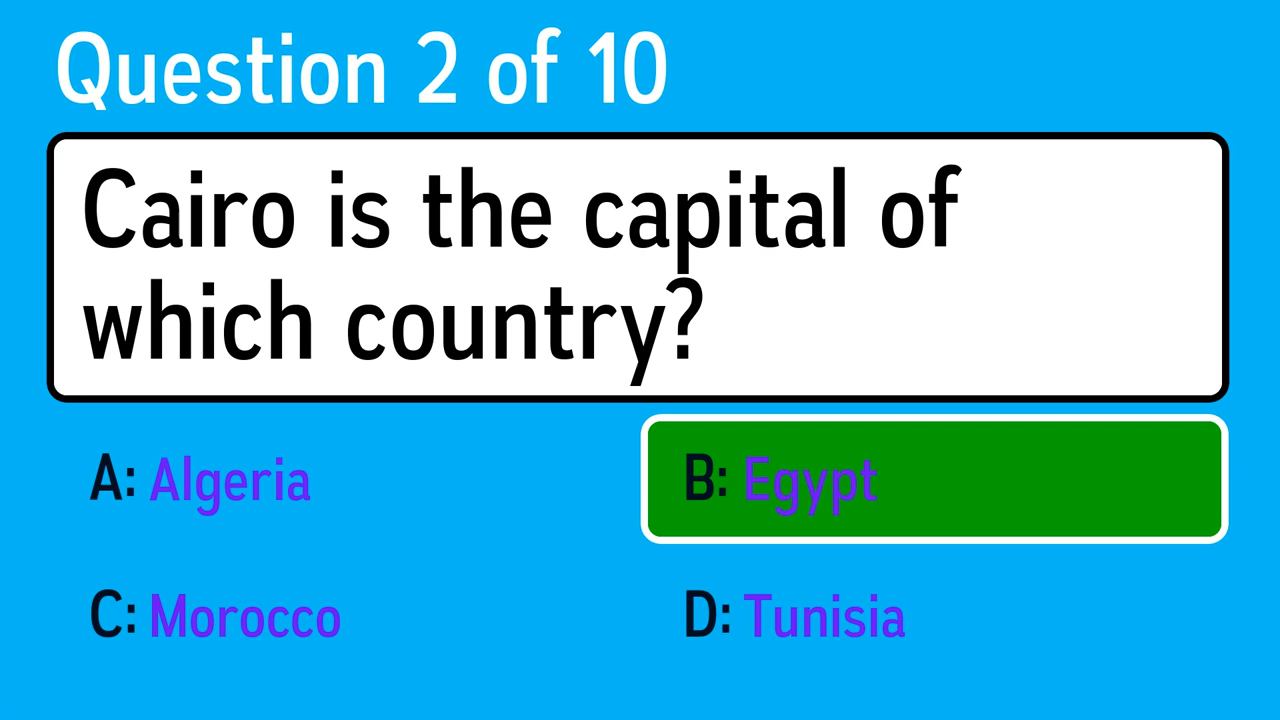 Question 2 of 10
Cairo is the capital of
which country?
A: Algeria
B: Egypt
C: Morocco
D: Tunisia